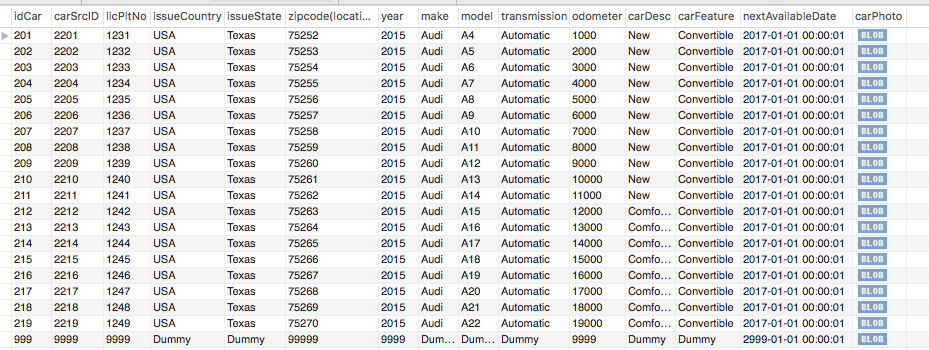 idCar carSrcID licPltNo issueCountry issueState zipcode(locati... year make model transmission odometer carDesc carFeature nextAvailableDate carPhoto
201 2201 1231 USA Texas 75252 2015 Audi A4 Automatic 1000 New Convertible 2017-01-01 00:00:01 BLOB
202 2202 1232 USA Texas 75253 2015 Audi A5 Automatic 2000 New Convertible 2017-01-01 00:00:01 BLOB
203 2203 1233 USA Texas 75254 2015 Audi A6 Automatic 3000 New Convertible 2017-01-01 00:00:01 BLOB
204 2204 1234 USA Texas 75255 2015 Audi A7 Automatic 4000 New Convertible 2017-01-01 00:00:01 BLOB
205 2205 1235 USA Texas 75256 2015 Audi A8 Automatic 5000 New Convertible 2017-01-01 00:00:01 BLOB
206 2206 1236 USA Texas 75257 2015 Audi A9 Automatic 6000 New Convertible 2017-01-01 00:00:01 BLOB
207 2207 1237 USA Texas 75258 2015 Audi A10 Automatic 7000 New Convertible 2017-01-01 00:00:01 BLOB
208 2208 1238 USA Texas 75259 2015 Audi A11 Automatic 8000 New Convertible 2017-01-01 00:00:01 BLOB
209 2209 1239 USA Texas 75260 2015 Audi A12 Automatic 9000 New Convertible 2017-01-01 00:00:01 BLOB
210 2210 1240 USA Texas 75261 2015 Audi A13 Automatic 10000 New Convertible 2017-01-01 00:00:01 BLOB
211 2211 1241 USA Texas 75262 2015 Audi A14 Automatic 11000 New Convertible 2017-01-01 00:00:01 BLOB
212 2212 1242 USA Texas 75263 2015 Audi A15 Automatic 12000 Comfo... Convertible 2017-01-01 00:00:01 BLOB
213 2213 1243 USA Texas 75264 2015 Audi A16 Automatic 13000 Comfo... Convertible 2017-01-01 00:00:01 BLOB
214 2214 1244 USA Texas 75265 2015 Audi A17 Automatic 14000 Comfo... Convertible 2017-01-01 00:00:01 BLOB
215 2215 1245 USA Texas 75266 2015 Audi A18 Automatic 15000 Comfo... Convertible 2017-01-01 00:00:01 BLOB
216 2216 1246 USA Texas 75267 2015 Audi A19 Automatic 16000 Comfo... Convertible 2017-01-01 00:00:01 BLOB
217 2217 1247 USA Texas 75268 2015 Audi A20 Automatic 17000 Comfo... Convertible 2017-01-01 00:00:01 BLOB
218 2218 1248 USA Texas 75269 2015 Audi A21 Automatic 18000 Comfo... Convertible 2017-01-01 00:00:01 BLOB
219 2219 1249 USA Texas 75270 2015 Audi A22 Automatic 19000 Comfo... Convertible 2017-01-01 00:00:01 BLOB
999 9999 9999 Dummy Dummy 99999 9999 Dum... Dum... Dummy 9999 Dummy Dummy 2999-01-01 00:00:01 BLOB